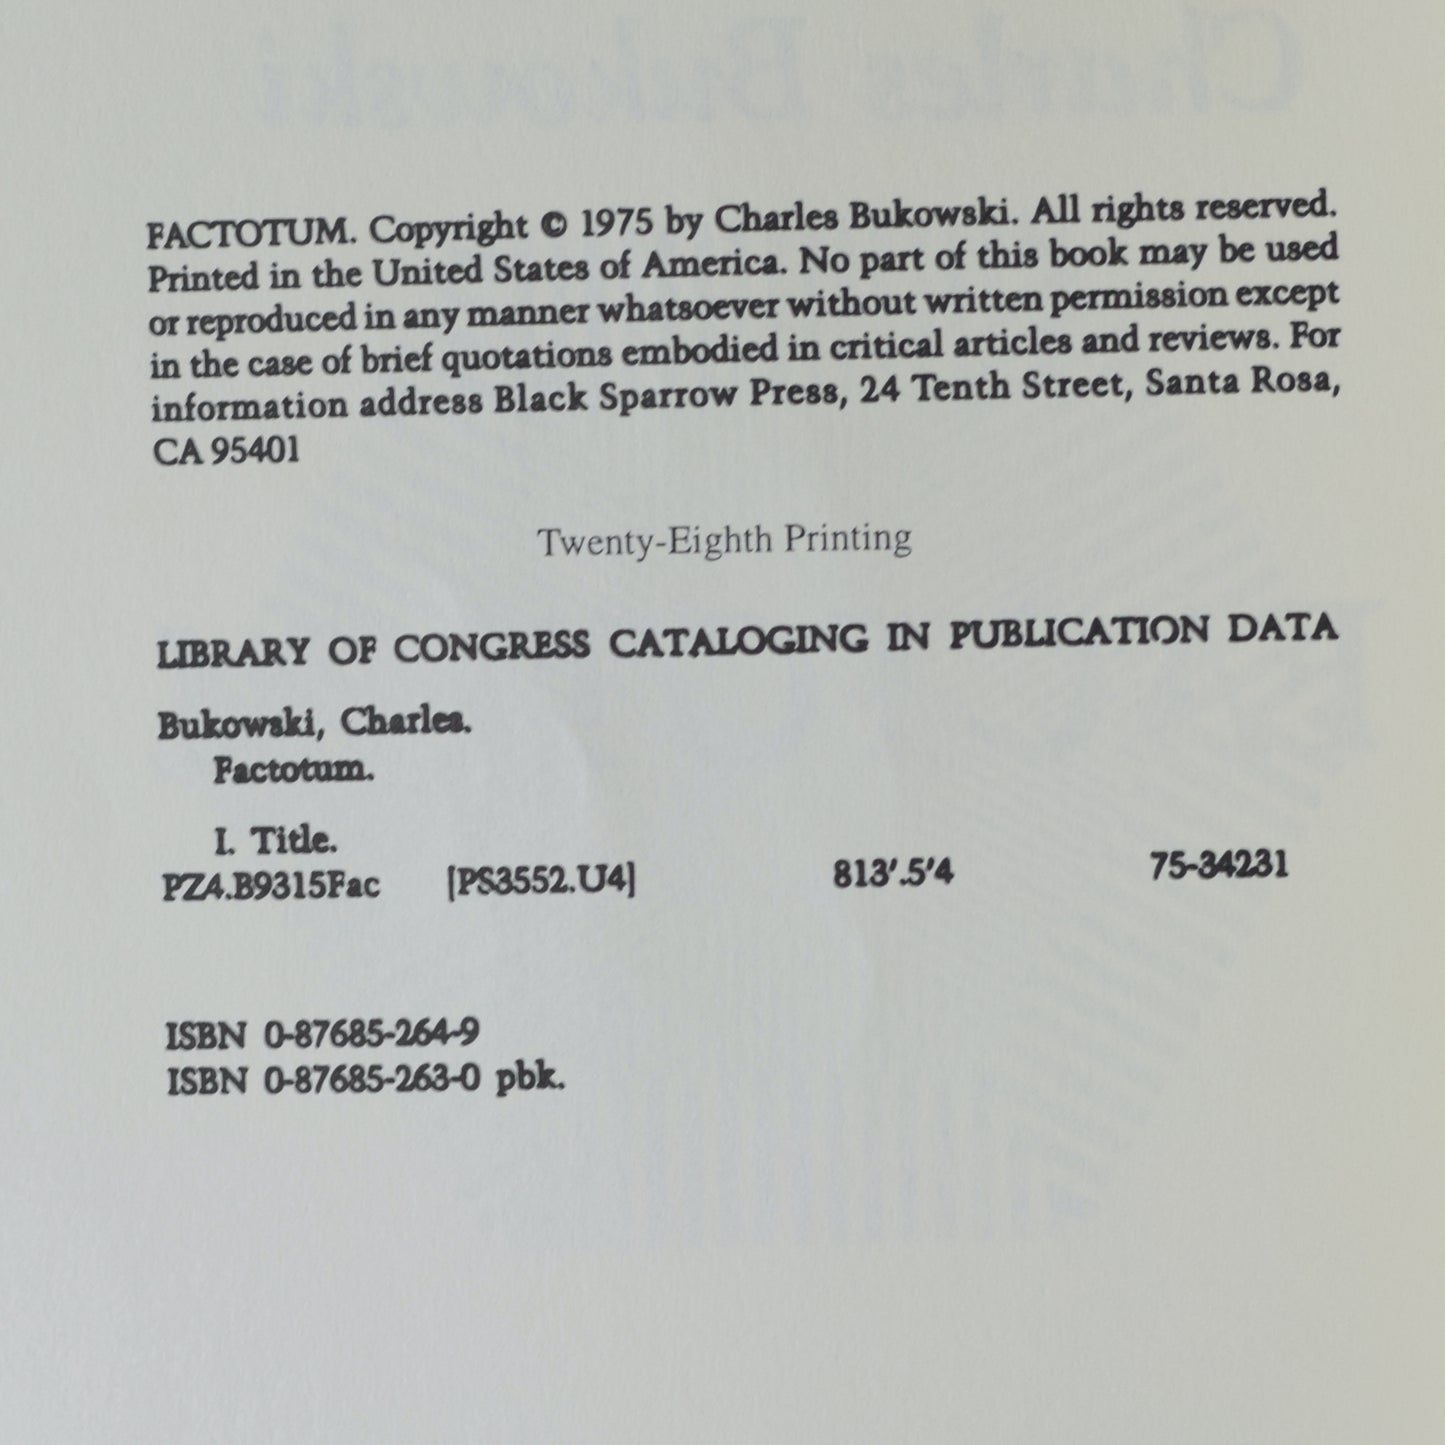 FACTOTUM. Copyright © 1975 by Charles Bukowski. All rights reserved.
Printed in the United States of America. No part of this book may be used
or reproduced in any manner whatsoever without written permission except
in the case of brief quotations embodied in critical articles and reviews. For
information address Black Sparrow Press, 24 Tenth Street, Santa Rosa,
CA 95401
Twenty-Eighth Printing
LIBRARY OF CONGRESS CATALOGING IN PUBLICATION DATA
Bukowski, Charles.
Factotum.
I. Title.
PZ4.B9315Fac [PS3552.U4] 813'.5'4 75-34231
ISBN 0-87685-264-9
ISBN 0-87685-263-0 pbk.